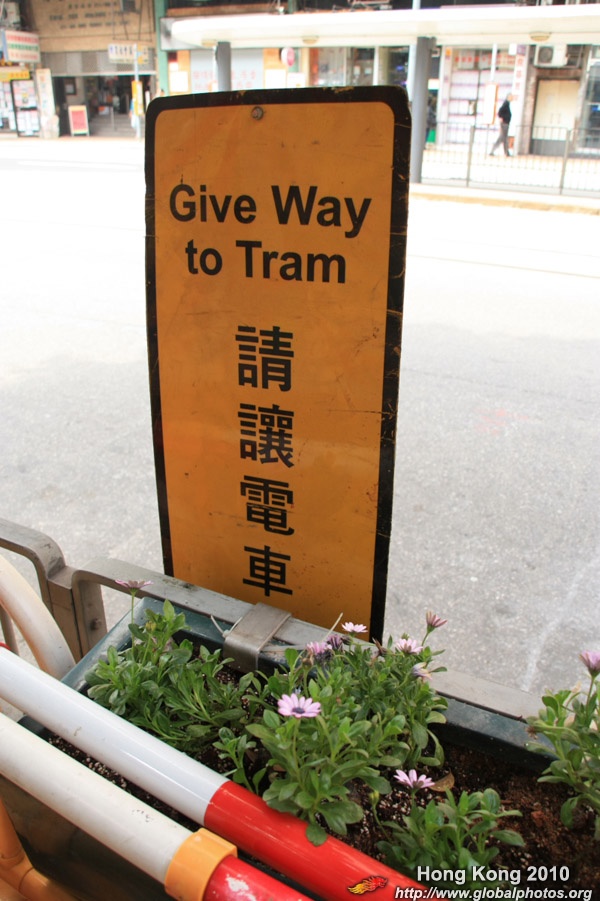 Give Way
to Tram
請讓電車
Hong Kong 2010
http://www.globalphotos.org